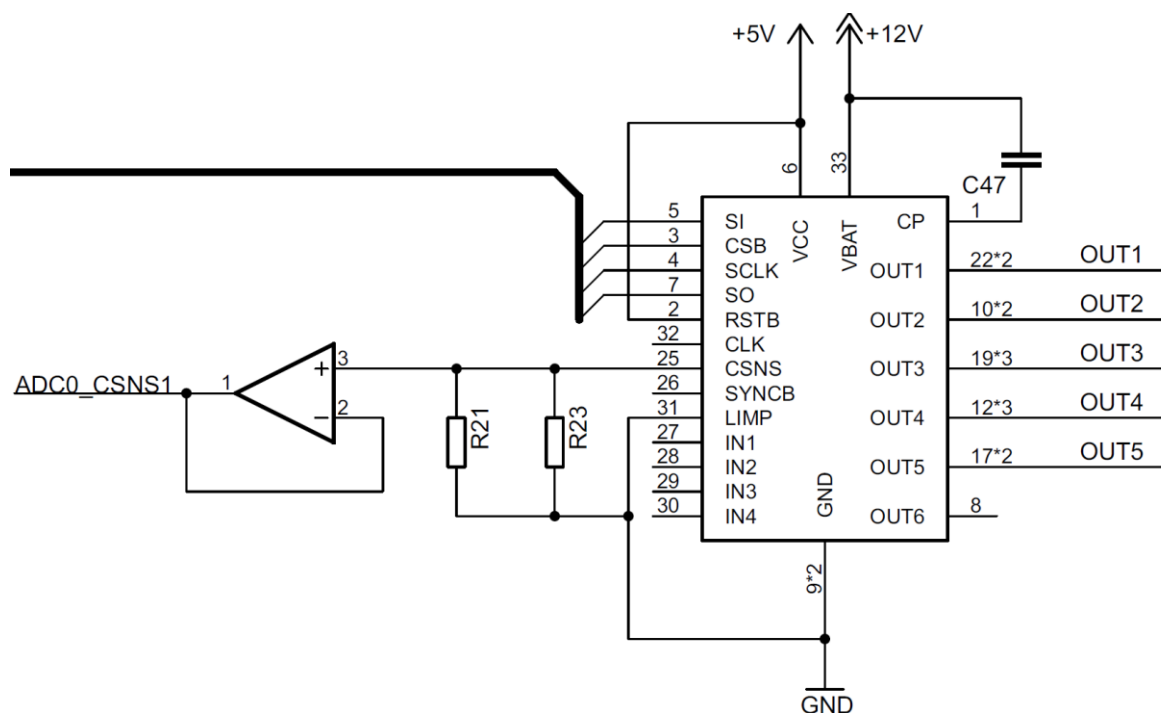 +5V
+12V
6
33
C47
5
SI
VCC
VBAT
CP
1
3
CSB
4
SCLK
OUT1
22*2
OUT1
7
SO
2
RSTB
OUT2
10*2
OUT2
32
CLK
3
25
CSNS
OUT3
19*3
OUT3
ADC0_CSNS1
1
+
−
2
26
SYNCB
R21
R23
31
LIMP
OUT4
12*3
OUT4
27
IN1
28
IN2
OUT5
17*2
OUT5
29
IN3
GND
30
IN4
OUT6
8
9*2
GND